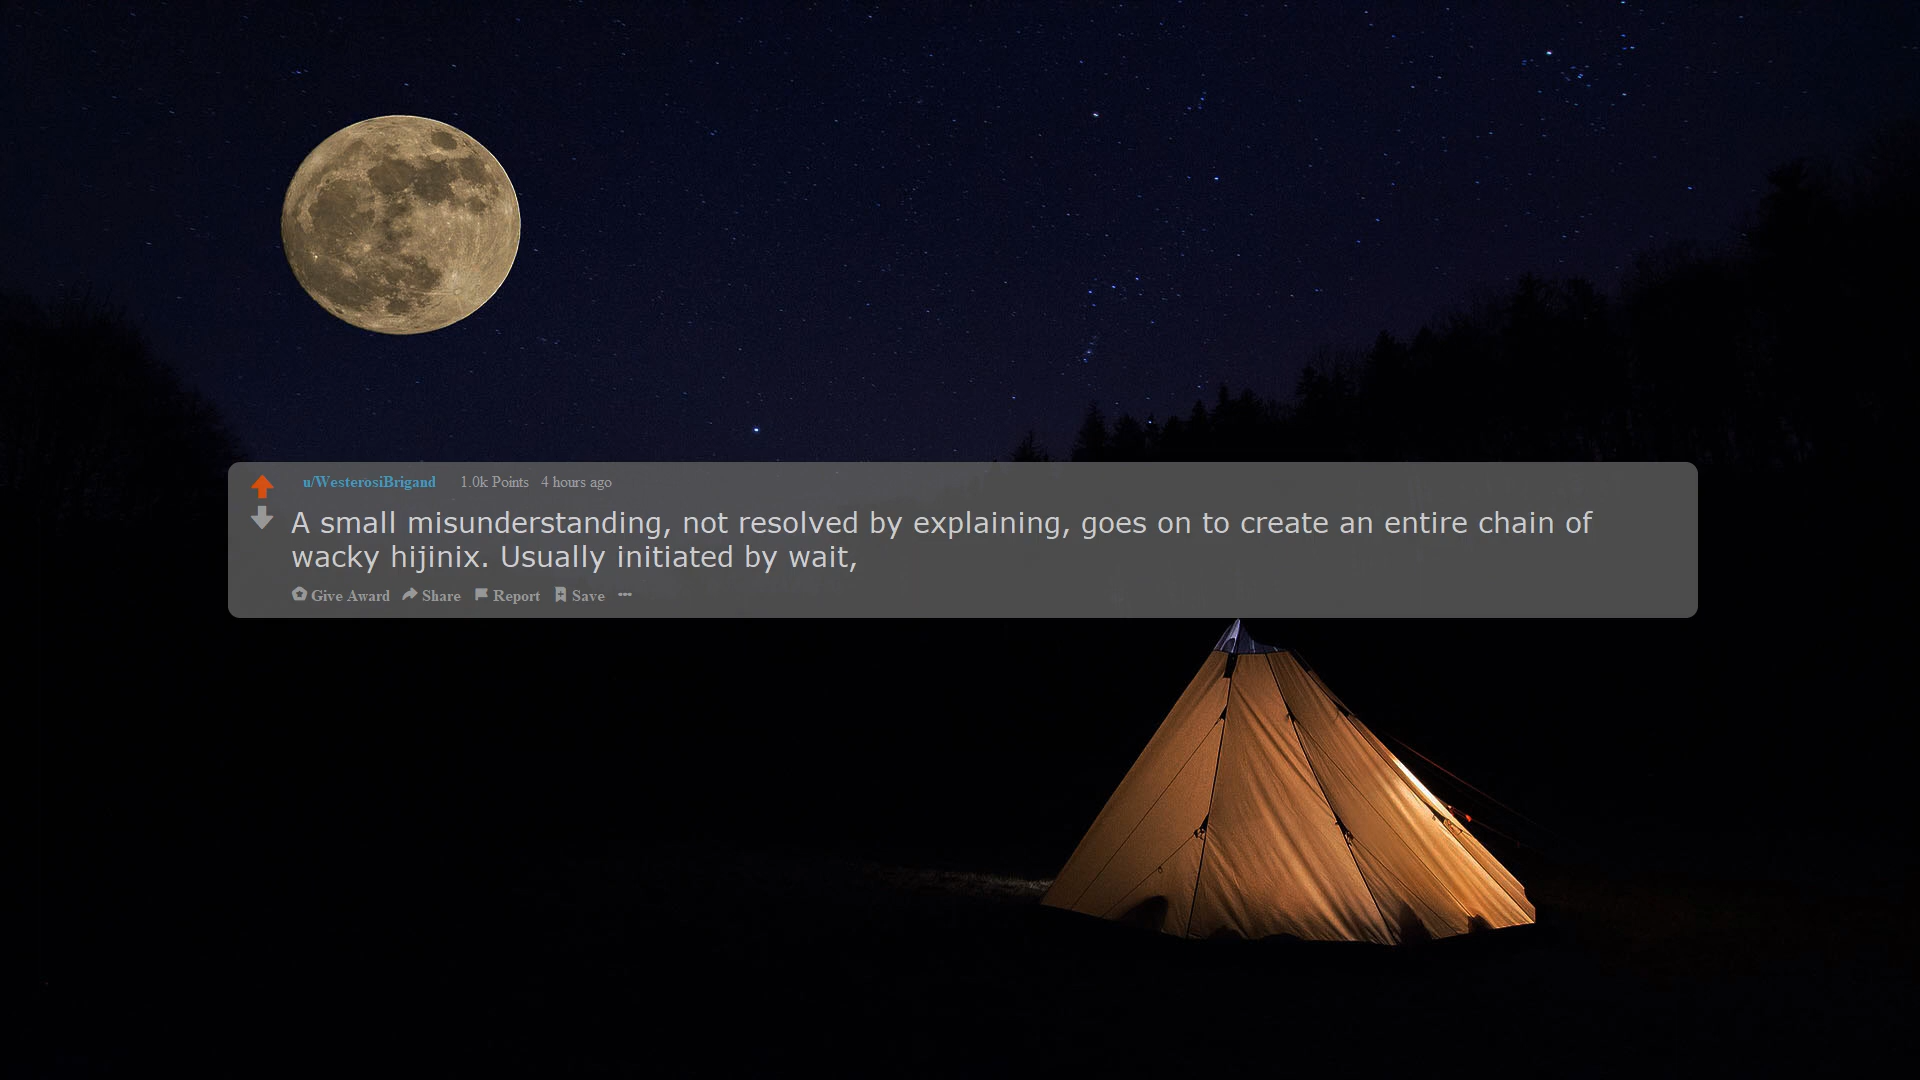 u/WesterosiBrigand 1.0k Points 4 hours ago
A small misunderstanding, not resolved by explaining, goes on to create an entire chain of
wacky hijinix. Usually initiated by wait,
Give Award Share Report Save ...